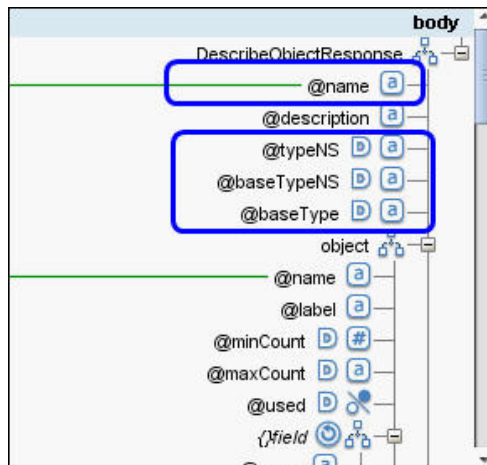 body
DescribeObjectResponse
@name a
@description a
@typeNS D a
@baseTypeNS D a
@baseType D a
object
@name a
@label a
@minCount D #
@maxCount D a
@used D
{}field
a